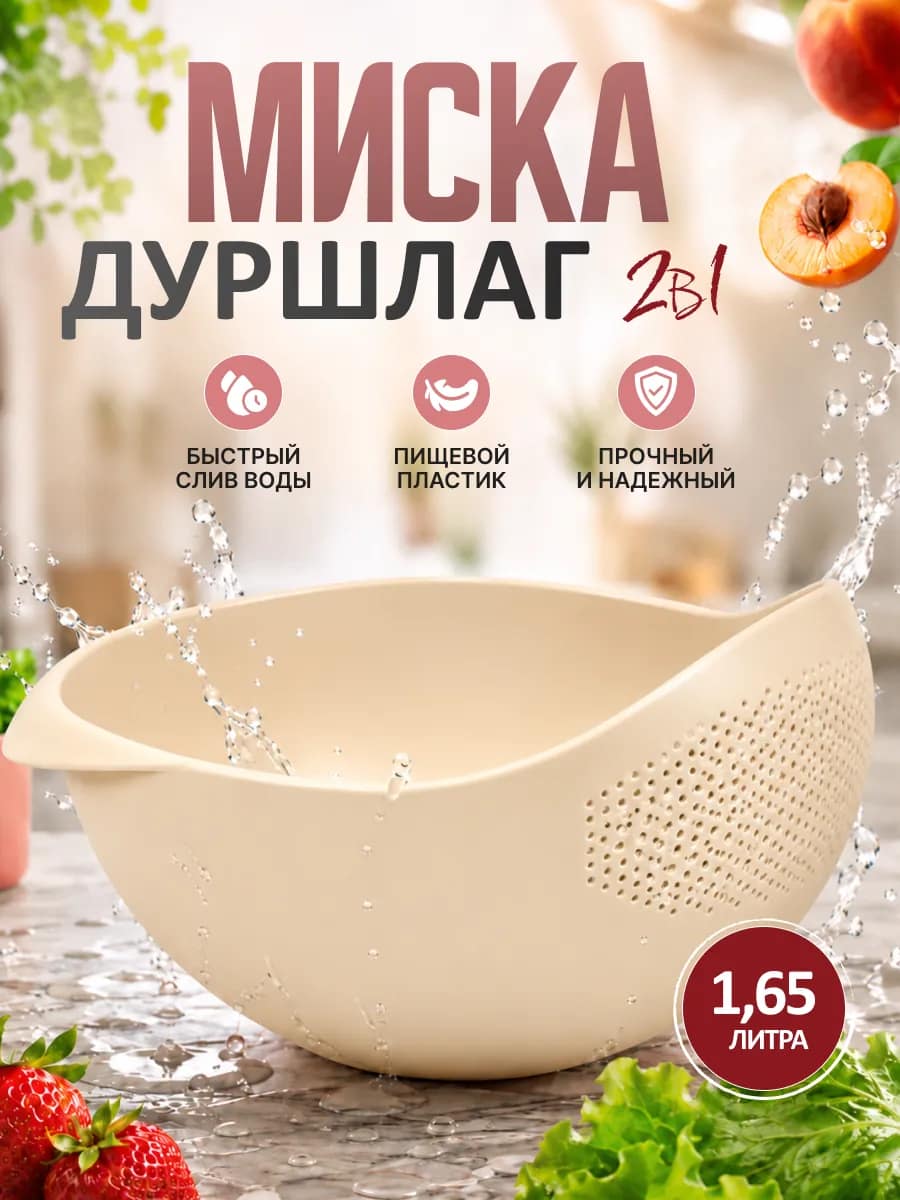 МИСКА
ДУРШЛАГ 2в1
БЫСТРЫЙ
СЛИВ ВОДЫ
ПИЩЕВОЙ
ПЛАСТИК
ПРОЧНЫЙ
И НАДЕЖНЫЙ
1,65
ЛИТРА